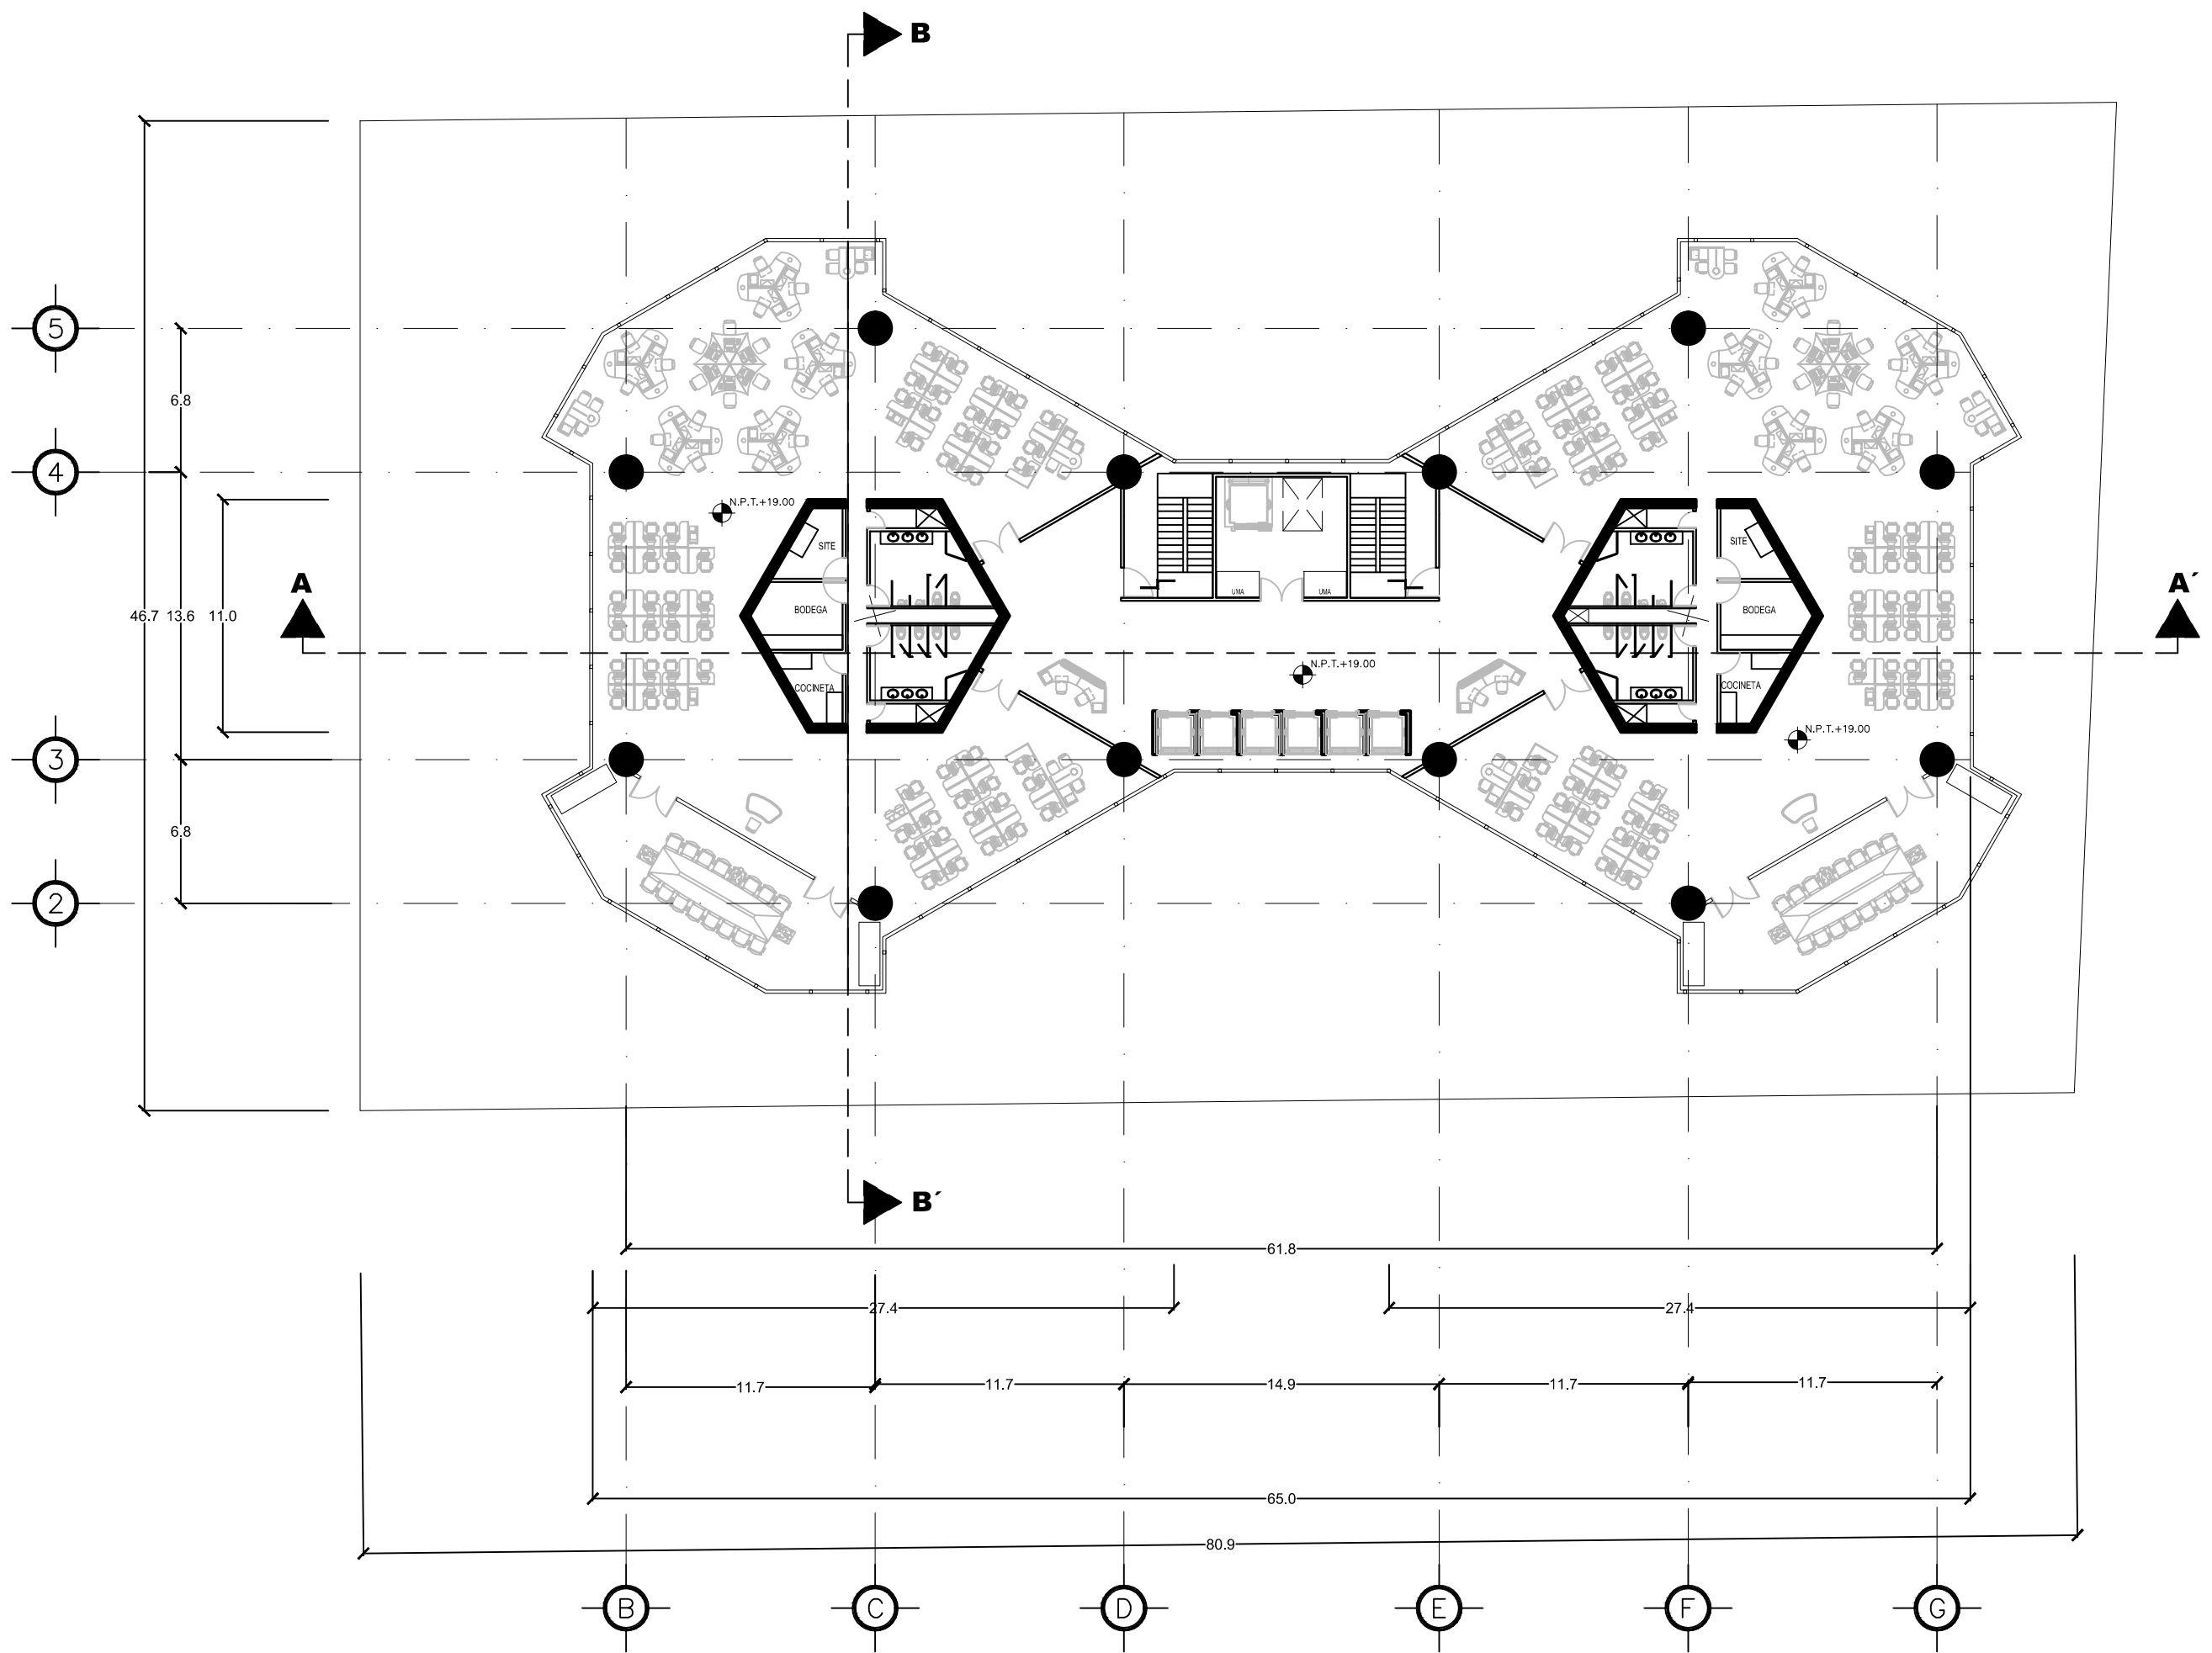 B
5
6.8
4
N.P.T.+19.00
SITE
SITE
A
A´
UMA
UMA
46.7
13.6
11.0
BODEGA
BODEGA
N.P.T.+19.00
COCINETA
COCINETA
N.P.T.+19.00
3
6.8
2
B´
61.8
27.4
27.4
11.7
11.7
14.9
11.7
11.7
65.0
80.9
B
C
D
E
F
G